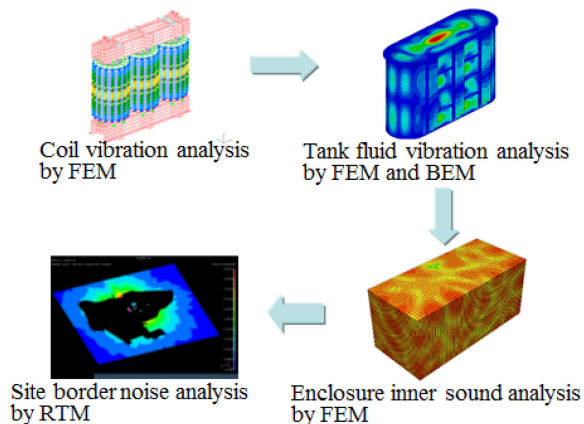 Coil vibration analysis
by FEM
Tank fluid vibration analysis
by FEM and BEM
Site border noise analysis
by RTM
Enclosure inner sound analysis
by FEM